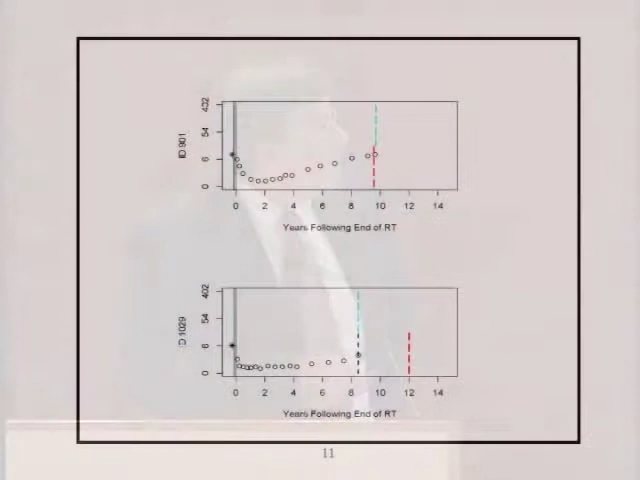 432
54
6
0
ID 901
0 2 4 6 8 10 12 14
Years Following End of RT
402
54
6
0
ID 1029
0 2 4 6 8 10 12 14
Years Following End of RT
11